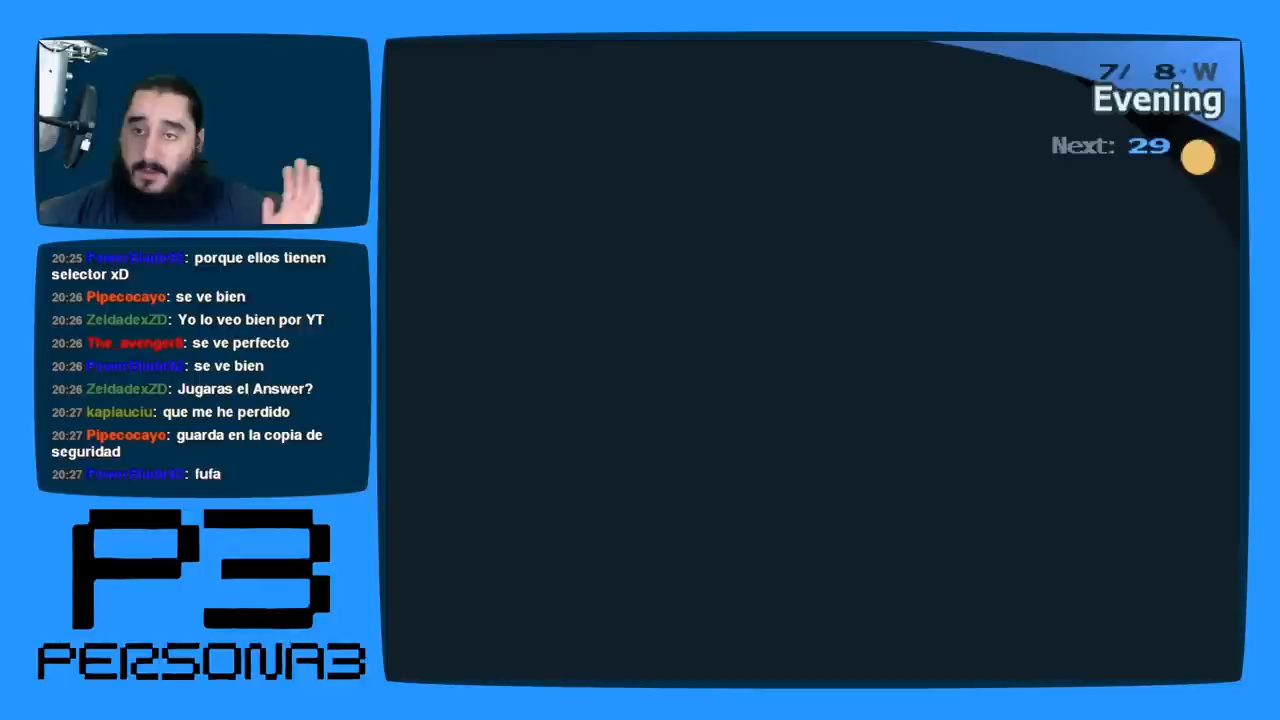 7/ 8·W
Evening
Next: 29
20:25 : porque ellos tienen
selector xD
20:26 Pipecocayo: se ve bien
20:26 ZeldadexZD: Yo lo veo bien por YT
20:26 The_avenger8: se ve perfecto
20:26 : se ve bien
20:26 ZeldadexZD: Jugaras el Answer?
20:27 kaplauciu: que me he perdido
20:27 Pipecocayo: guarda en la copia de
seguridad
20:27 : fufa
P3
PERSONA3